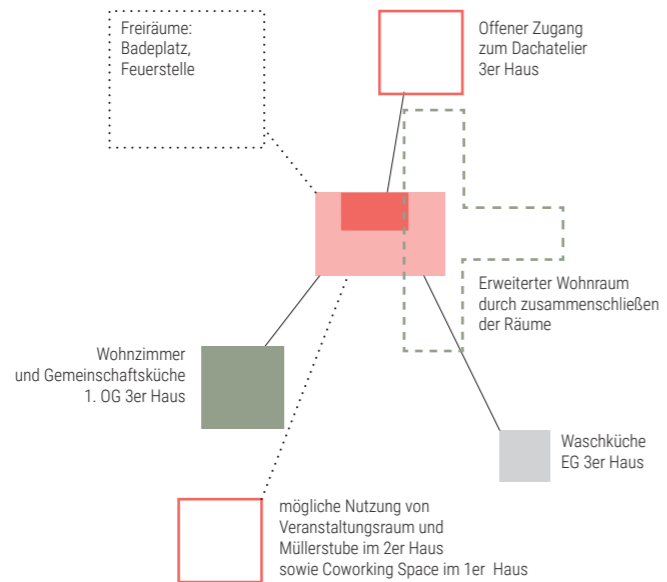 Freiräume:
Badeplatz,
Feuerstelle
Offener Zugang
zum Dachatelier
3er Haus
Erweiterter Wohnraum
durch zusammenschließen
der Räume
Wohnzimmer
und Gemeinschaftsküche
1. OG 3er Haus
Waschküche
EG 3er Haus
mögliche Nutzung von
Veranstaltungsraum und
Müllerstube im 2er Haus
sowie Coworking Space im 1er Haus